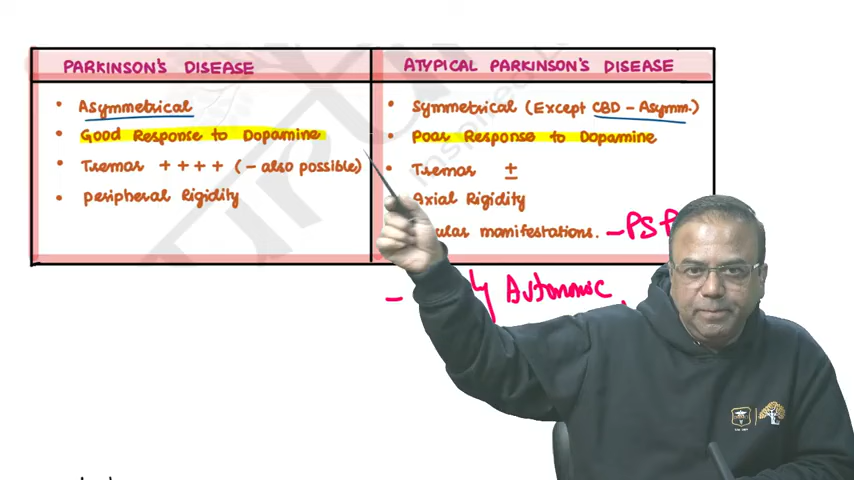 PARKINSON'S DISEASE
• Asymmetrical
• Good Response to Dopamine
• Tremor ++++ (- also possible)
• Peripheral Rigidity
ATYPICAL PARKINSON'S DISEASE
• Symmetrical (Except CBD - Asymm.)
• Poor Response to Dopamine
• Tremor ±
Axial Rigidity
manifestations. -PSP
- Autonomic